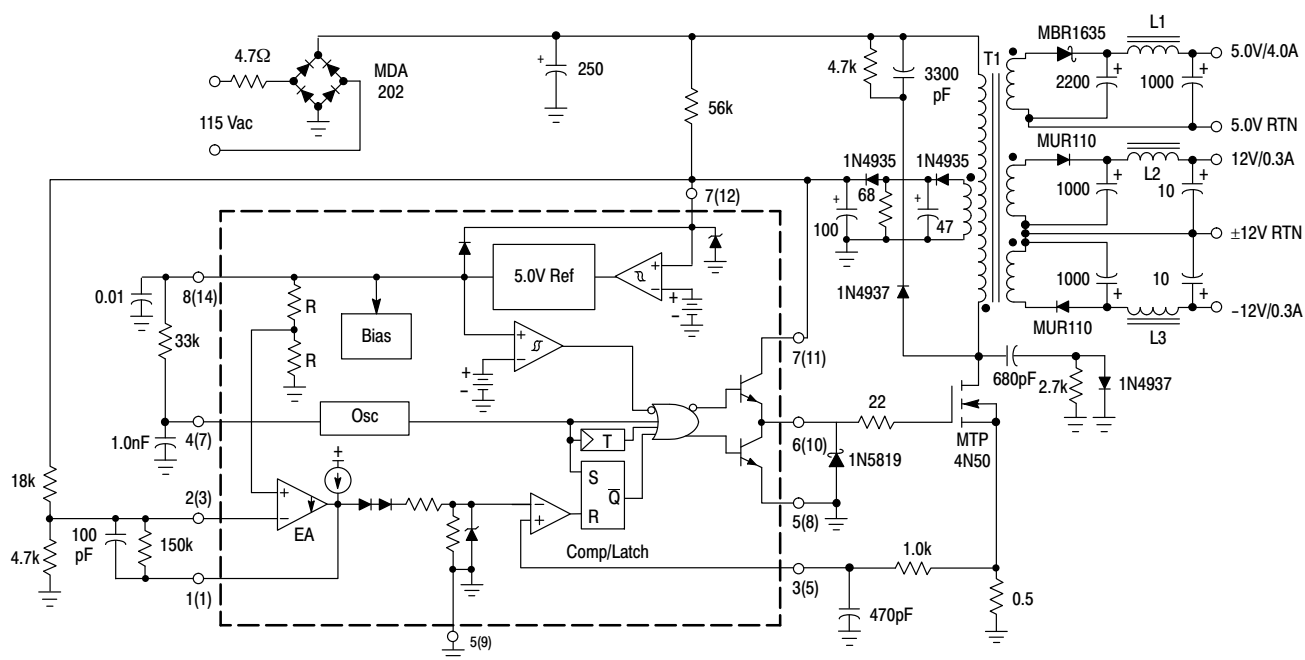 4.7Ω
MDA
202
115 Vac
+
250
56k
4.7k
3300
pF
T1
MBR1635
L1
5.0V/4.0A
+
2200
1000
+
5.0V RTN
MUR110
12V/0.3A
L2
1000
+
10
+
±12V RTN
1000
10
+
+
MUR110
L3
–12V/0.3A
1N4935
1N4935
68
+
100
+
47
7(12)
1N4937
680pF
2.7k
1N4937
0.01
8(14)
33k
R
R
Bias
5.0V Ref
+
–
+
–
+
–
+
–
7(11)
Osc
4(7)
1.0nF
T
S
Q
R
6(10)
22
1N5819
MTP
4N50
5(8)
18k
2(3)
+
–
EA
+
–
+
Comp/Latch
100
pF
150k
4.7k
1(1)
5(9)
3(5)
1.0k
470pF
0.5